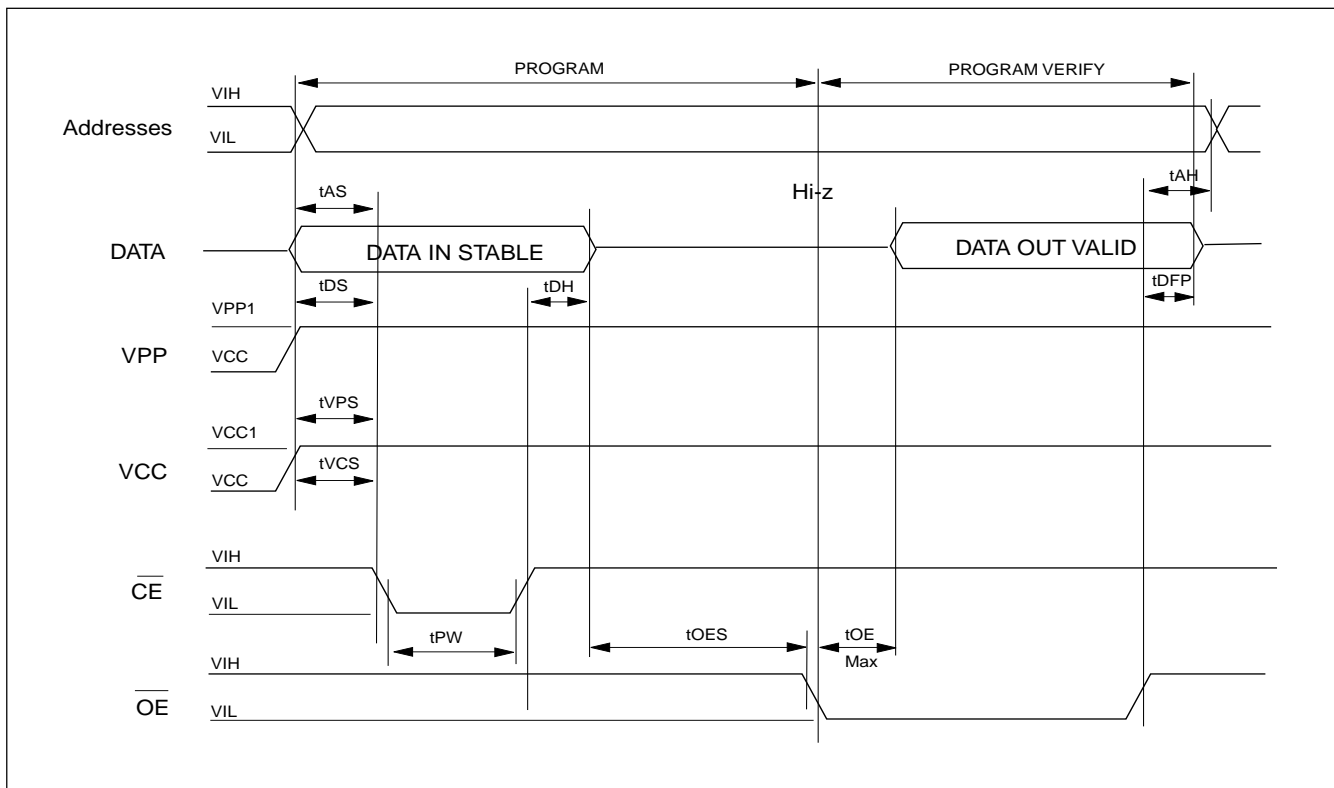 PROGRAM
PROGRAM VERIFY
VIH
Addresses
VIL
tAS
Hi-z
tAH
DATA
DATA IN STABLE
DATA OUT VALID
tDS
tDH
tDFP
VPP1
VPP
VCC
tVPS
VCC1
VCC
tVCS
VCC
VIH
CE
VIL
tPW
tOES
tOE
Max
VIH
OE
VIL